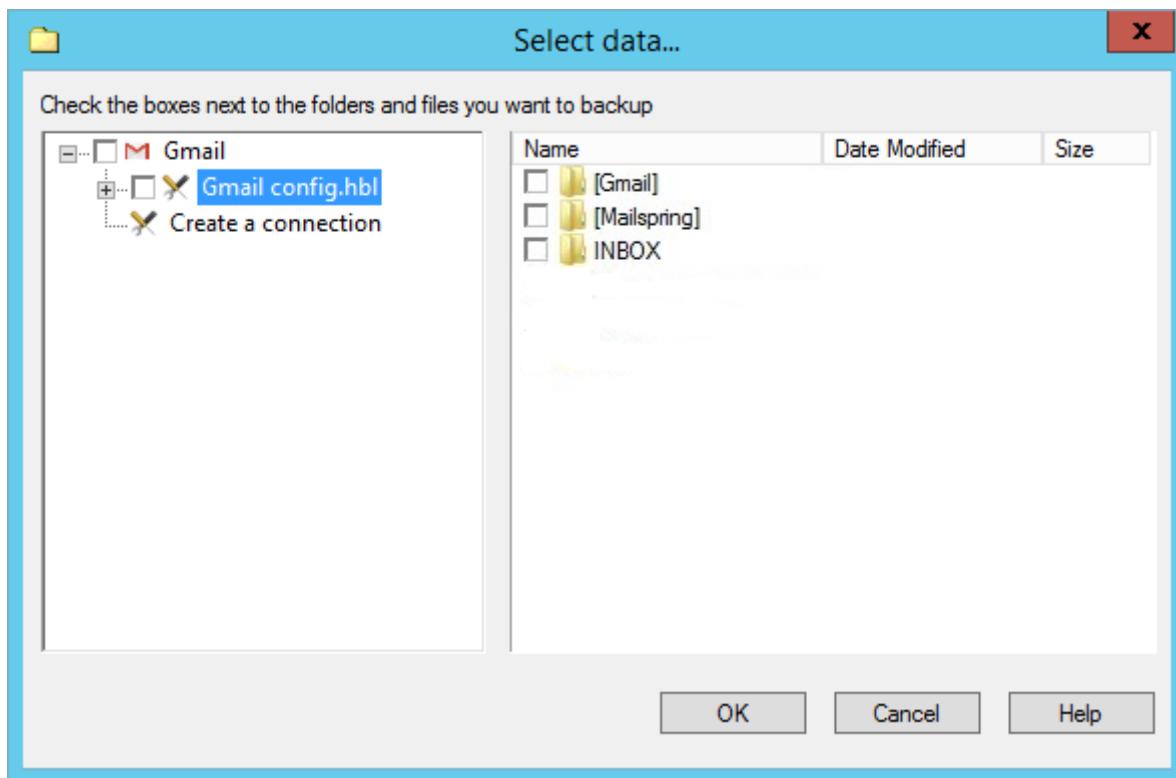 Select data...
x
Check the boxes next to the folders and files you want to backup
Gmail
Gmail config.hbl
Create a connection
Name Date Modified Size
[Gmail]
[Mailspring]
INBOX
OK Cancel Help